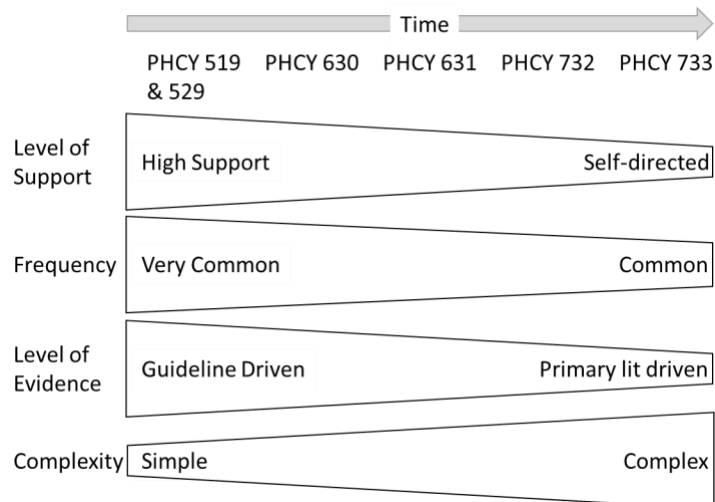 Time
PHCY 519 PHCY 630 PHCY 631 PHCY 732 PHCY 733
& 529
Level of
Support
High Support Self-directed
Frequency Very Common Common
Level of
Evidence
Guideline Driven Primary lit driven
Complexity Simple Complex